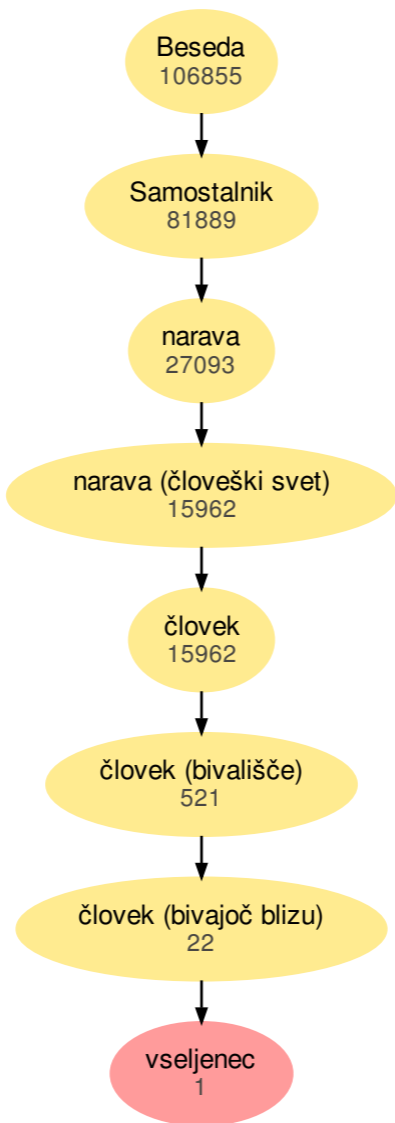 Beseda
106855
Samostalnik
81889
narava
27093
narava (človeški svet)
15962
človek
15962
človek (bivališče)
521
človek (bivajoč blizu)
22
vseljenec
1